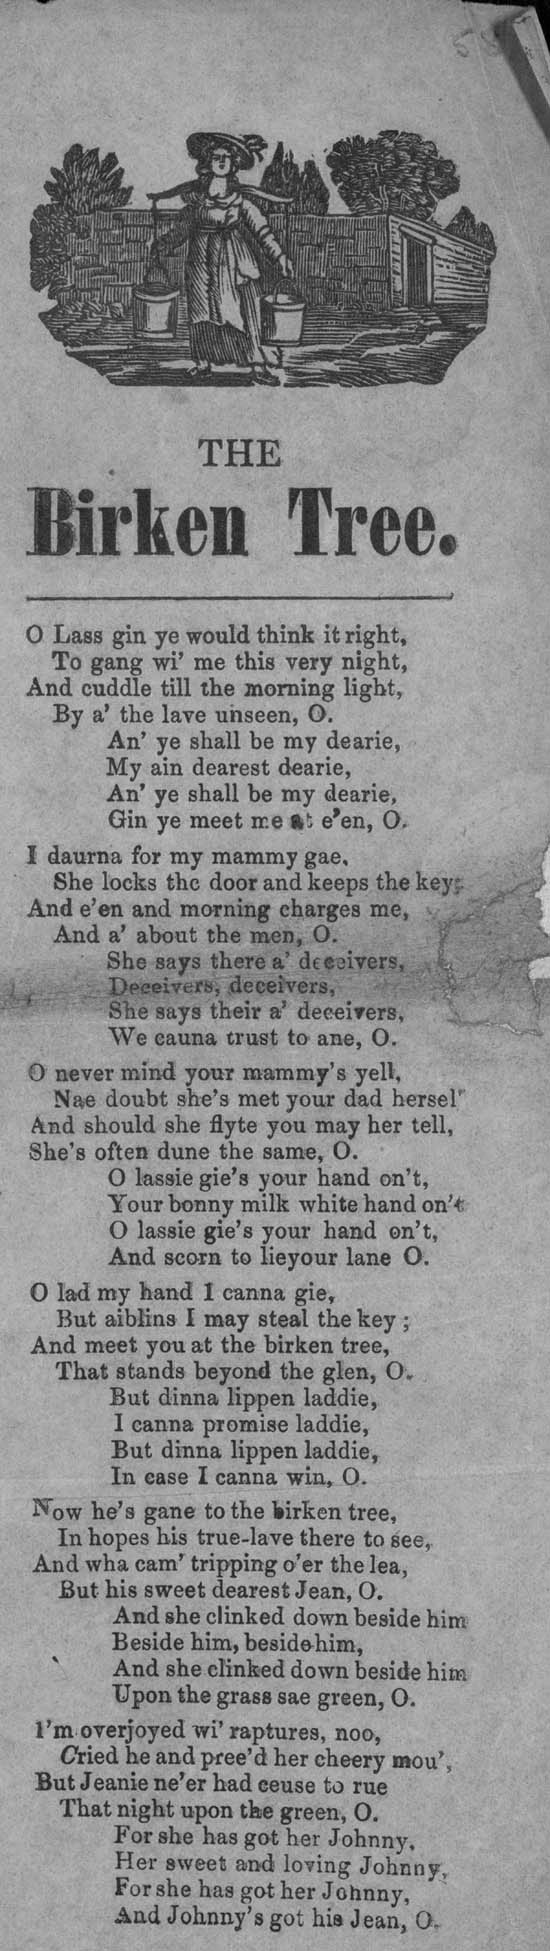 THE
Birken Tree.
O Lass gin ye would think it right,
To gang wi' me this very night,
And cuddle till the morning light,
By a' the lave unseen, O.
An' ye shall be my dearie,
My ain dearest dearie,
An' ye shall be my dearie,
Gin ye meet me at e'en, O.
I daurna for my mammy gae,
She locks the door and keeps the key;
And e'en and morning charges me,
And a' about the men, O.
She says there a' deceivers,
Deceivers, deceivers,
She says their a' deceivers,
We cauna trust to ane, O.
O never mind your mammy's yell,
Nae doubt she's met your dad hersel'
And should she flyte you may her tell,
She's often dune the same, O.
O lassie gie's your hand on't,
Your bonny milk white hand on't
O lassie gie's your hand on't,
And scorn to lieyour lane O.
O lad my hand I canna gie,
But aiblins I may steal the key ;
And meet you at the birken tree,
That stands beyond the glen, O.
But dinna lippen laddie,
I canna promise laddie,
But dinna lippen laddie,
In case I canna win, O.
Now he's gane to the birken tree,
In hopes his true-lave there to see,
And wha cam' tripping o'er the lea,
But his sweet dearest Jean, O.
And she clinked down beside him
Beside him, beside him,
And she clinked down beside him
Upon the grass sae green, O.
I'm overjoyed wi' raptures, noo,
Cried he and pree'd her cheery mou',
But Jeanie ne'er had ceuse to rue
That night upon the green, O.
For she has got her Johnny,
Her sweet and loving Johnny,
For she has got her Johnny,
And Johnny's got his Jean, O.